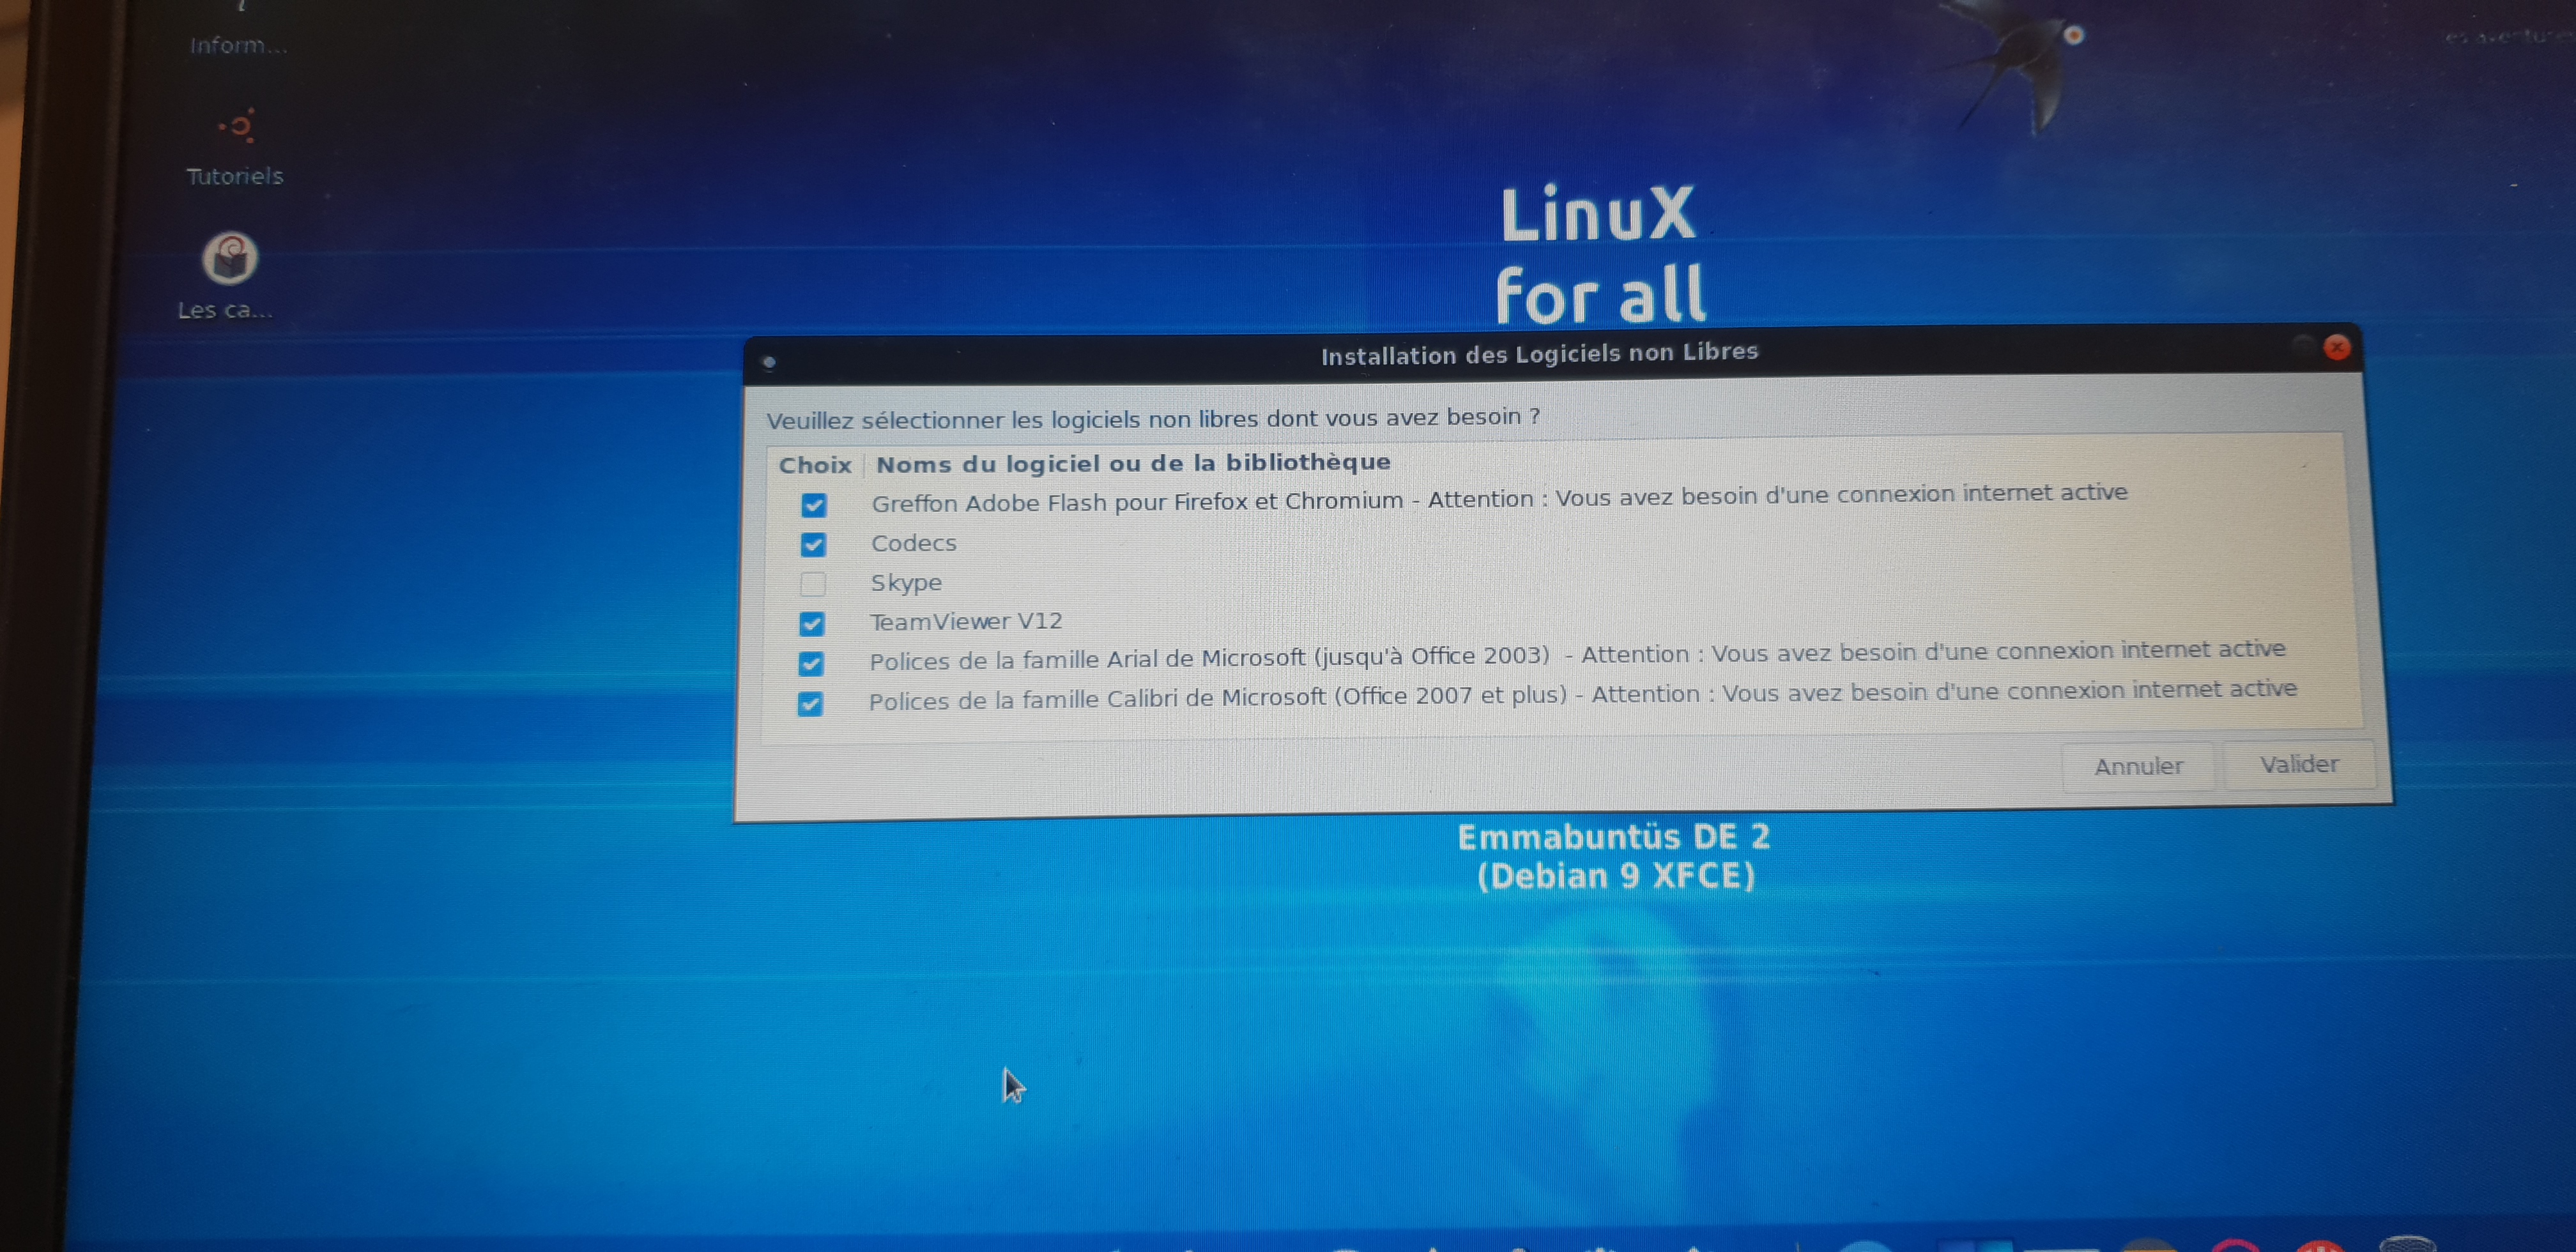 Inform...
Tutoriels
Les ca...
LinuX
for all
Installation des Logiciels non Libres
Veuillez sélectionner les logiciels non libres dont vous avez besoin ?
Choix Noms du logiciel ou de la bibliothèque
Greffon Adobe Flash pour Firefox et Chromium - Attention : Vous avez besoin d'une connexion internet active
Codecs
Skype
TeamViewer V12
Polices de la famille Arial de Microsoft (jusqu'à Office 2003) - Attention : Vous avez besoin d'une connexion internet active
Polices de la famille Calibri de Microsoft (Office 2007 et plus) - Attention : Vous avez besoin d'une connexion internet active
Annuler Valider
Emmabuntüs DE 2
(Debian 9 XFCE)